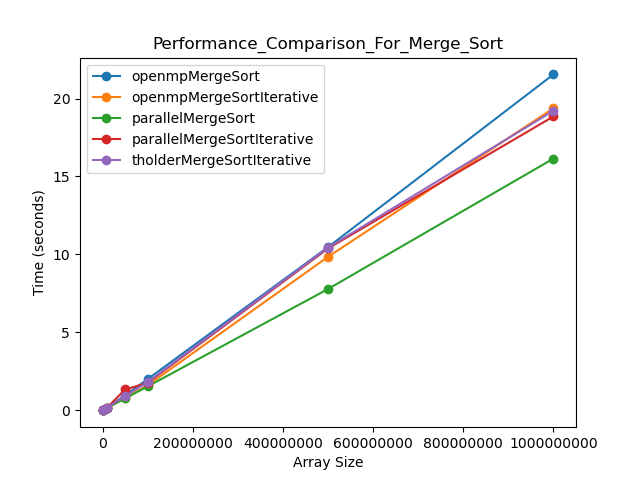 Performance_Comparison_For_Merge_Sort
openmpMergeSort
openmpMergeSortIterative
parallelMergeSort
parallelMergeSortIterative
tholderMergeSortIterative
20
15
10
5
0
Time (seconds)
0 200000000 400000000 600000000 800000000 1000000000
Array Size